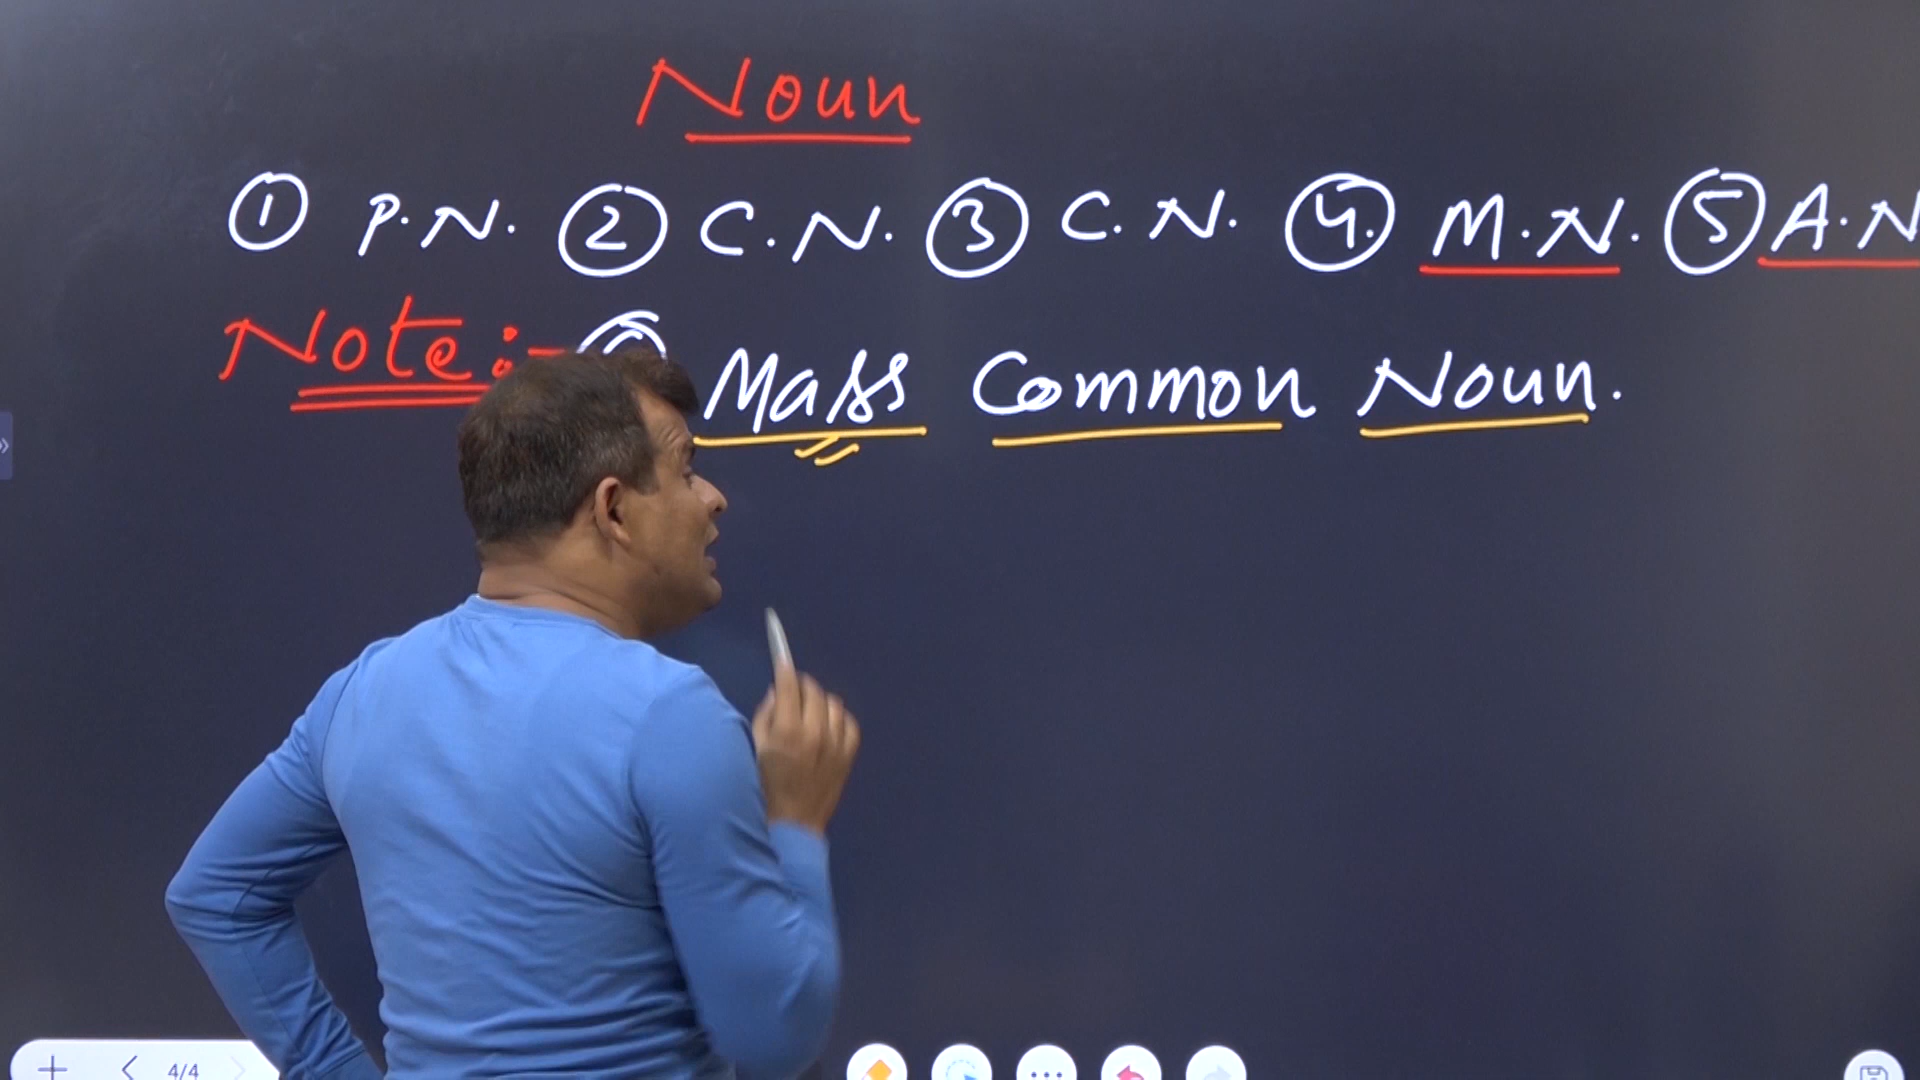 Noun
① P.N. ② C.N. ③ C.N. ④. M.N. ⑤ A.N
Note:- Mass Common Noun.
4/4